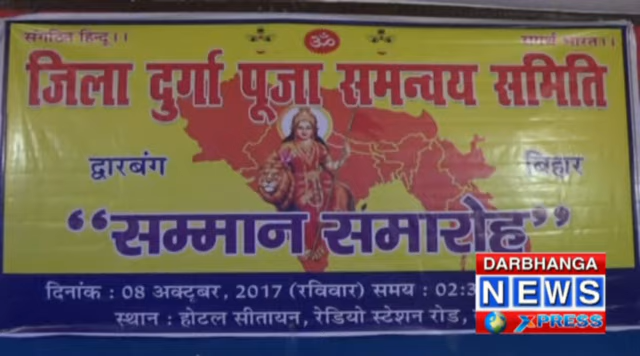 संगठित हिन्दू।। समर्थ भारत।।
ॐ
जिला दुर्गा पूजा समन्वय समिति
द्वारबंग बिहार
“सम्मान समारोह”
दिनांक : 08 अक्टूबर, 2017 (रविवार) समय : 02:3
स्थान : होटल सीतायन, रेडियो स्टेशन रोड,
DARBHANGA
NEWS
XPRESS